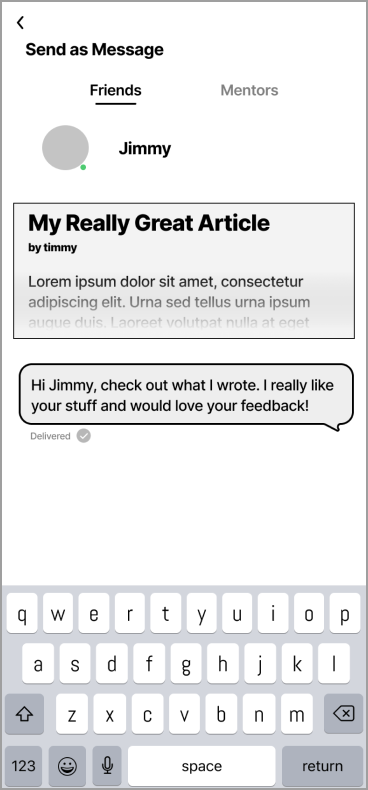 Send as Message
Friends Mentors
Jimmy
My Really Great Article
by timmy
Lorem ipsum dolor sit amet, consectetur
adipiscing elit. Urna sed tellus urna ipsum
augue duis. Laoreet volutpat nulla at eget
Hi Jimmy, check out what I wrote. I really like
your stuff and would love your feedback!
Delivered
q w e r t y u i o p
a s d f g h j k l
z x c v b n m
123 space return